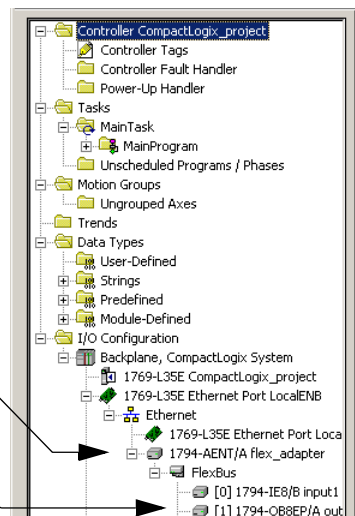 Controller CompactLogix_project
Controller Tags
Controller Fault Handler
Power-Up Handler
Tasks
MainTask
MainProgram
Unscheduled Programs / Phases
Motion Groups
Ungrouped Axes
Trends
Data Types
User-Defined
Strings
Predefined
Module-Defined
I/O Configuration
Backplane, CompactLogix System
1769-L35E CompactLogix_project
1769-L35E Ethernet Port LocalENB
Ethernet
1769-L35E Ethernet Port Loca
1794-AENT/A flex_adapter
FlexBus
[0] 1794-IE8/B input1
[1] 1794-OB8EP/A out